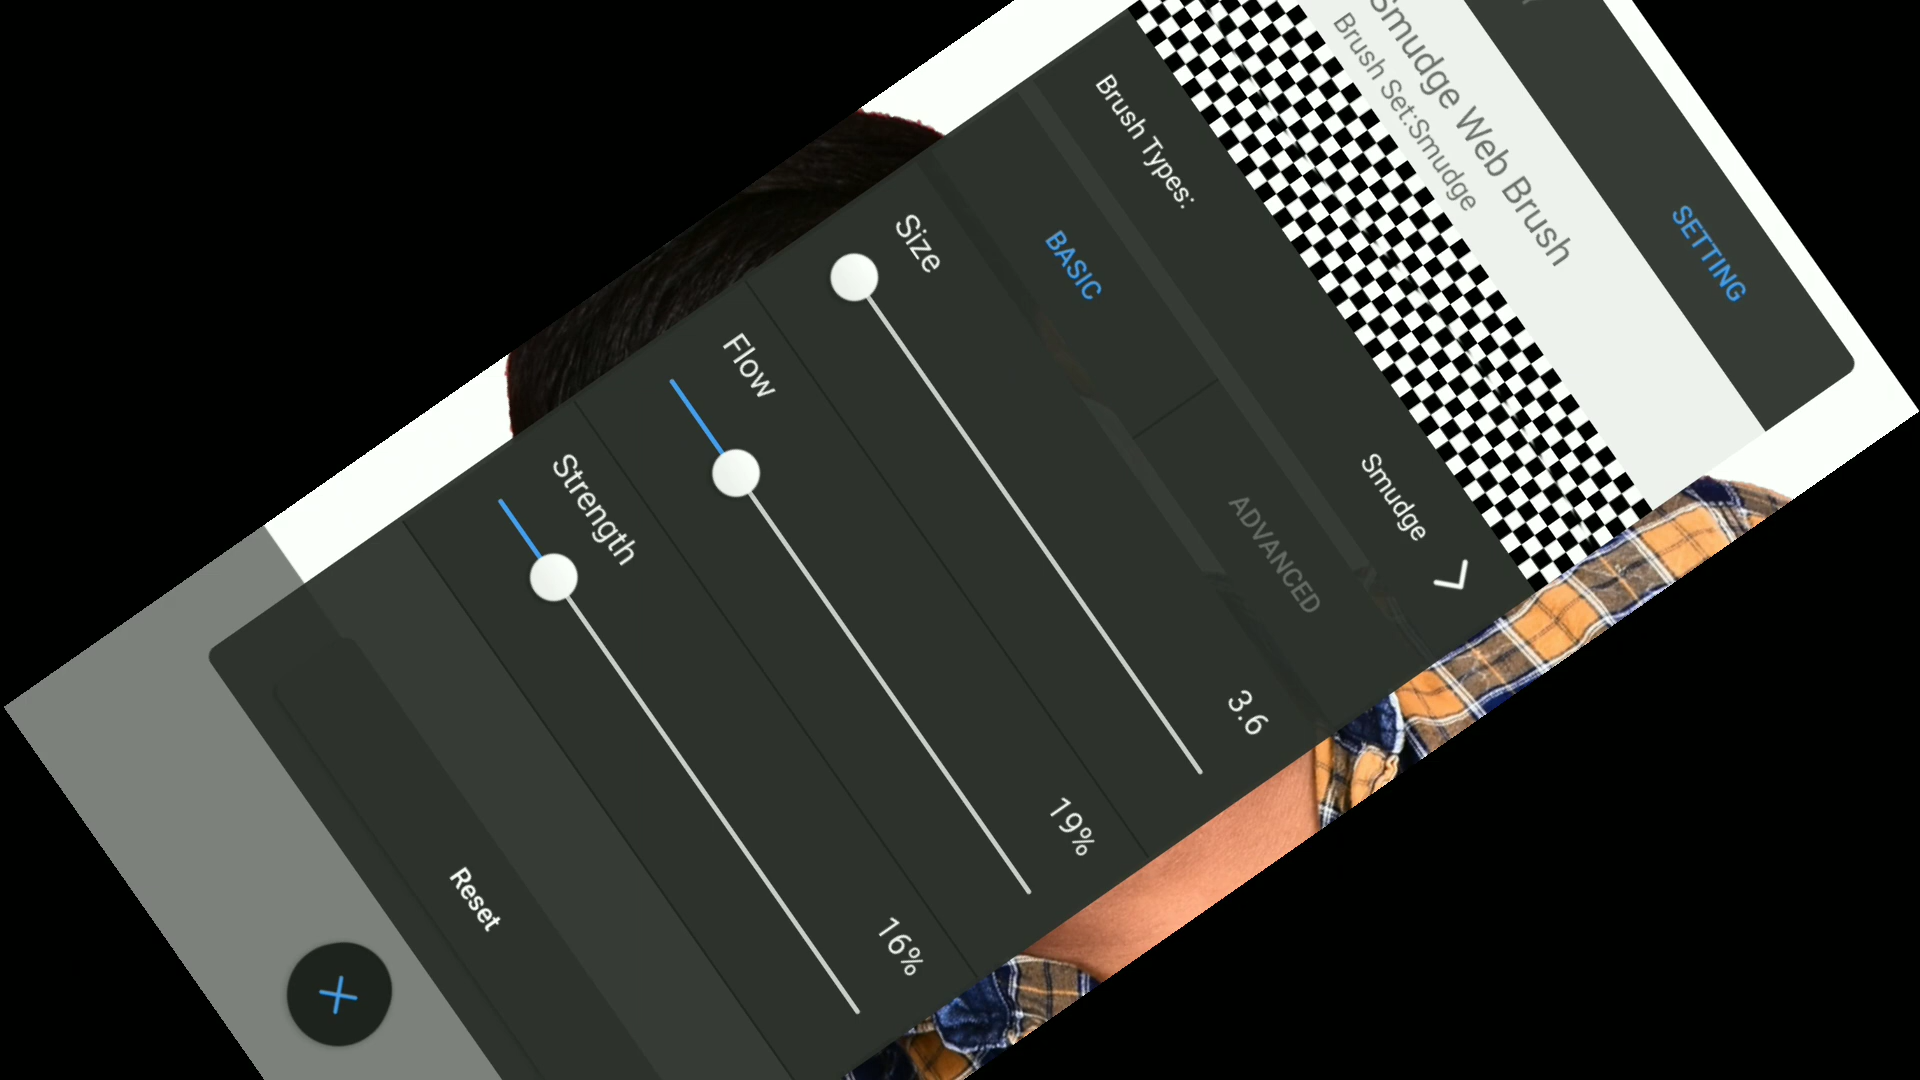 SETTING
Smudge Web Brush
Brush Set:Smudge
Brush Types: Smudge
BASIC ADVANCED
Size 3.6
Flow 19%
Strength 16%
Reset